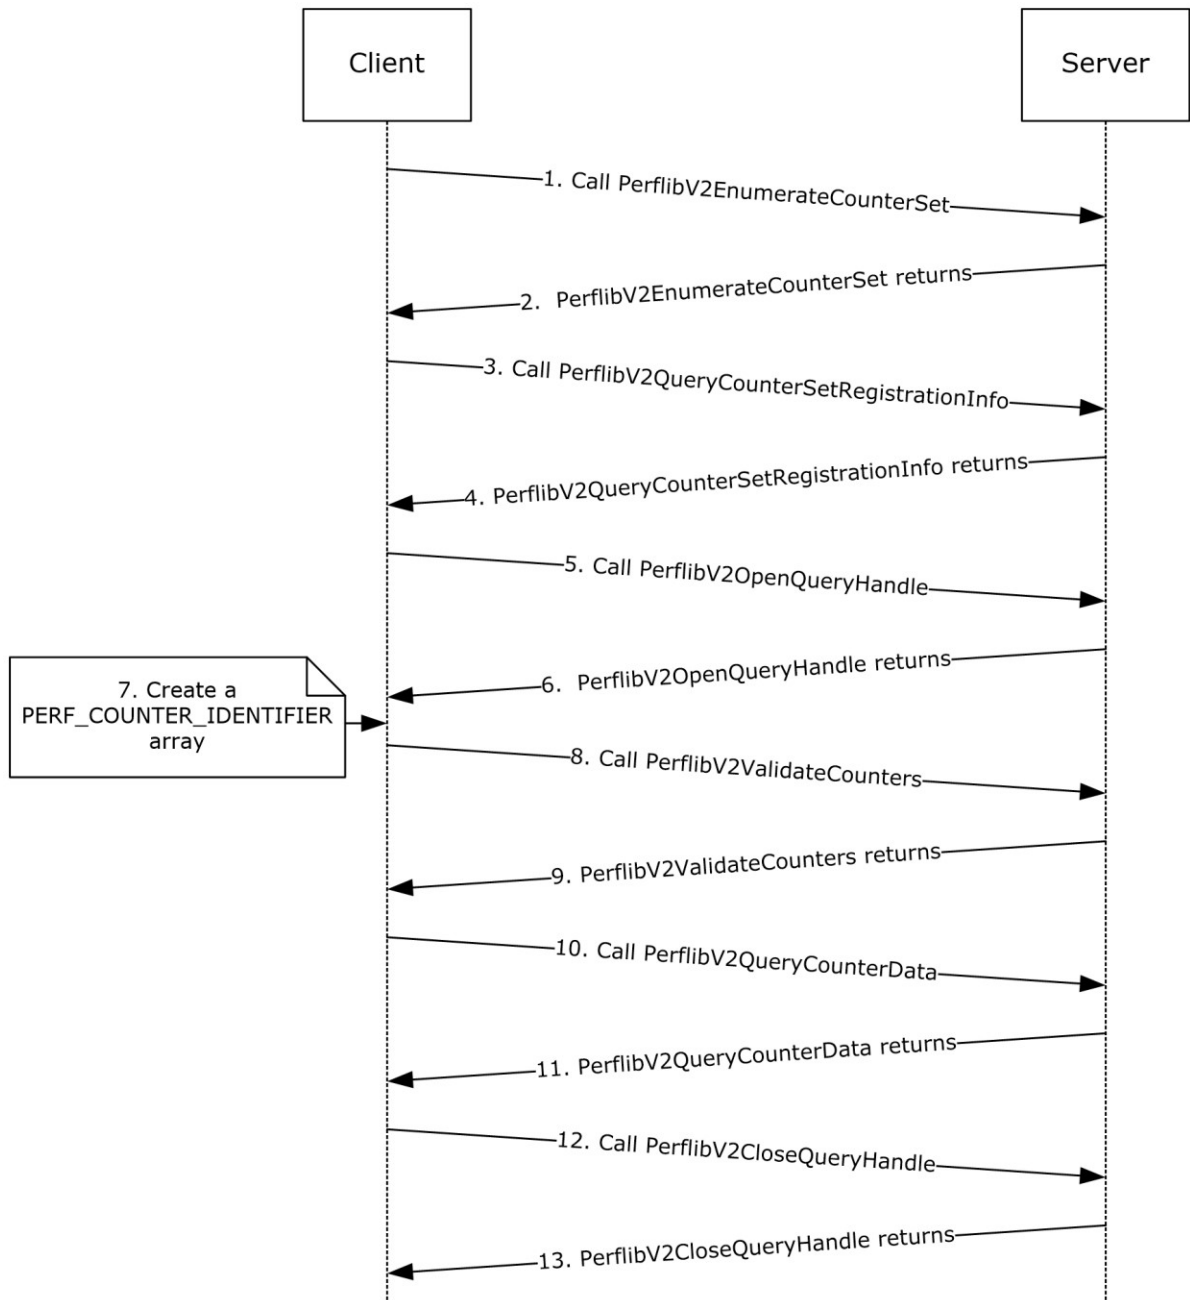 Client
Server
1. Call PerflibV2EnumerateCounterSet
2. PerflibV2EnumerateCounterSet returns
3. Call PerflibV2QueryCounterSetRegistrationInfo
4. PerflibV2QueryCounterSetRegistrationInfo returns
5. Call PerflibV2OpenQueryHandle
6. PerflibV2OpenQueryHandle returns
7. Create a
PERF_COUNTER_IDENTIFIER
array
8. Call PerflibV2ValidateCounters
9. PerflibV2ValidateCounters returns
10. Call PerflibV2QueryCounterData
11. PerflibV2QueryCounterData returns
12. Call PerflibV2CloseQueryHandle
13. PerflibV2CloseQueryHandle returns